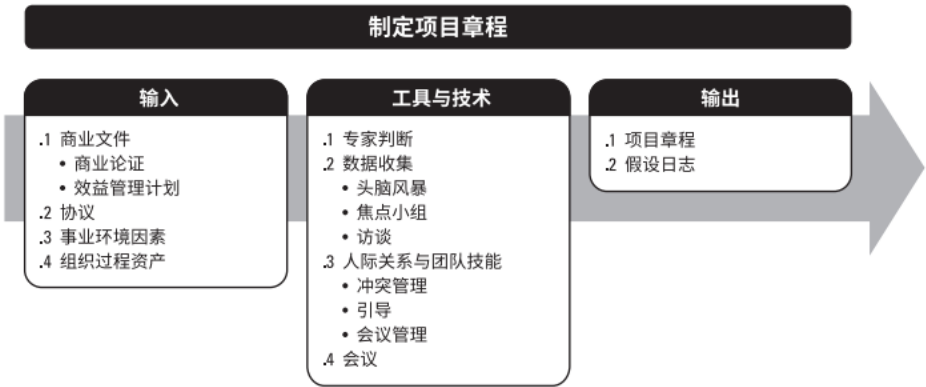 制定项目章程
输入
.1 商业文件
• 商业论证
• 效益管理计划
.2 协议
.3 事业环境因素
.4 组织过程资产
工具与技术
.1 专家判断
.2 数据收集
• 头脑风暴
• 焦点小组
• 访谈
.3 人际关系与团队技能
• 冲突管理
• 引导
• 会议管理
.4 会议
输出
.1 项目章程
.2 假设日志